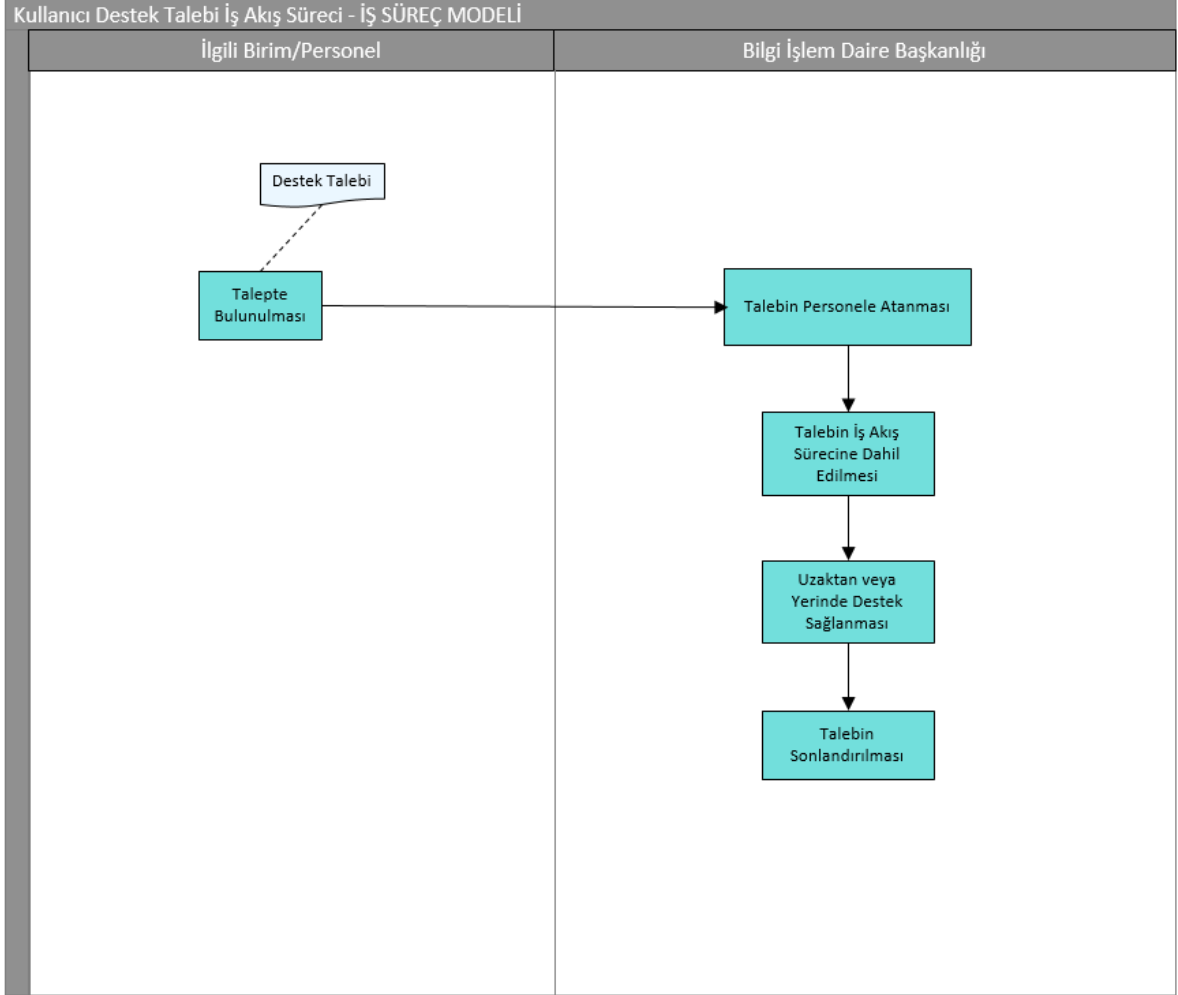 Kullanıcı Destek Talebi İş Akış Süreci - İŞ SÜREÇ MODELİ
İlgili Birim/Personel
Bilgi İşlem Daire Başkanlığı
Destek Talebi
Talepte
Bulunulması
Talebin Personele Atanması
Talebin İş Akış
Sürecine Dahil
Edilmesi
Uzaktan veya
Yerinde Destek
Sağlanması
Talebin
Sonlandırılması